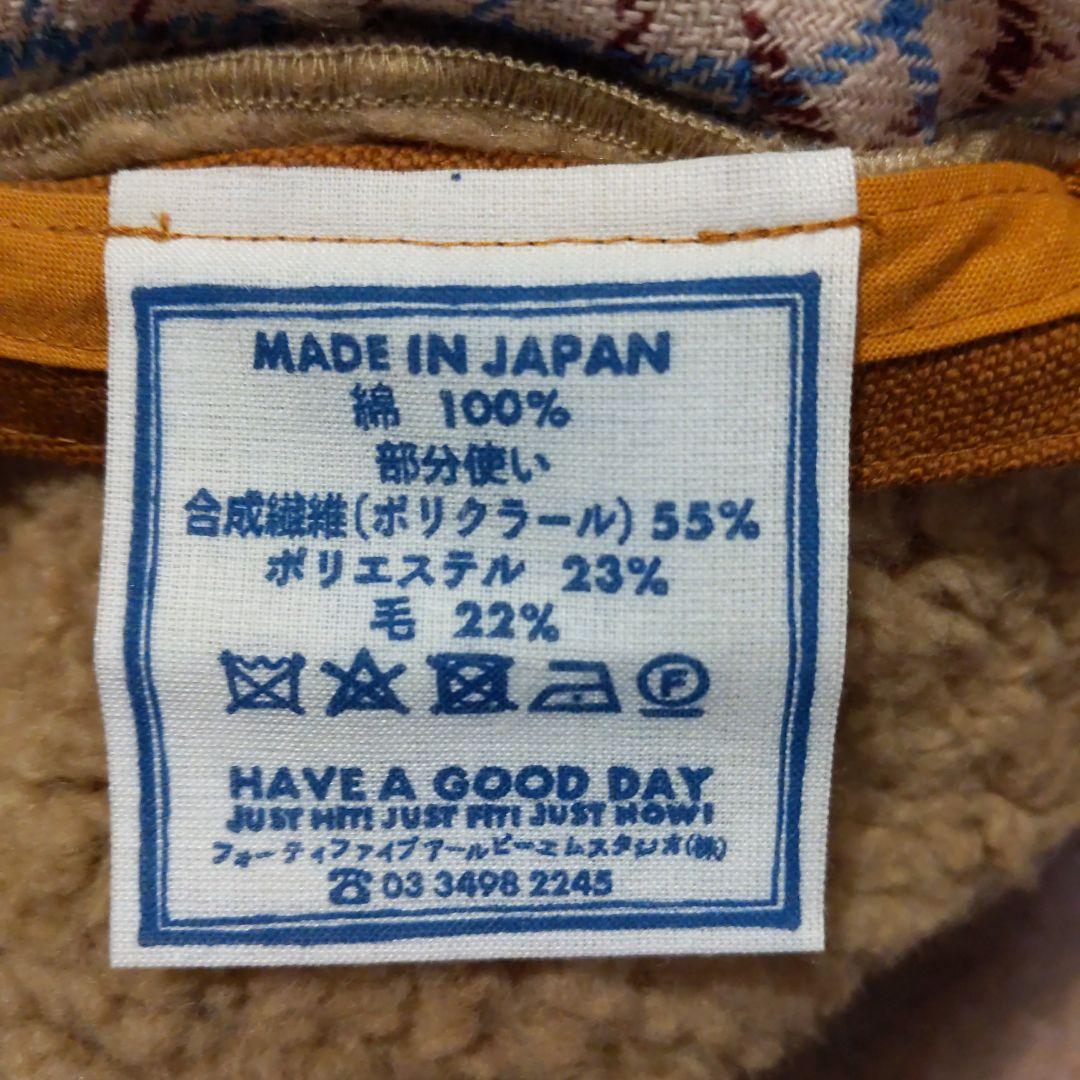 MADE IN JAPAN
綿 100%
部分使い
合成繊維(ポリクラール) 55%
ポリエステル 23%
毛 22%
F
HAVE A GOOD DAY
JUST HIT! JUST FIT! JUST NOW!
フォーティファイブアールピーエムスタジオ(株)
☎ 03 3498 2245